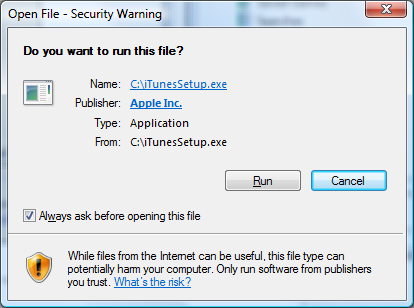 Open File - Security Warning
Do you want to run this file?
Name: C:\iTunesSetup.exe
Publisher: Apple Inc.
Type: Application
From: C:\iTunesSetup.exe
Run Cancel
Always ask before opening this file
While files from the Internet can be useful, this file type can
potentially harm your computer. Only run software from publishers
you trust. What's the risk?